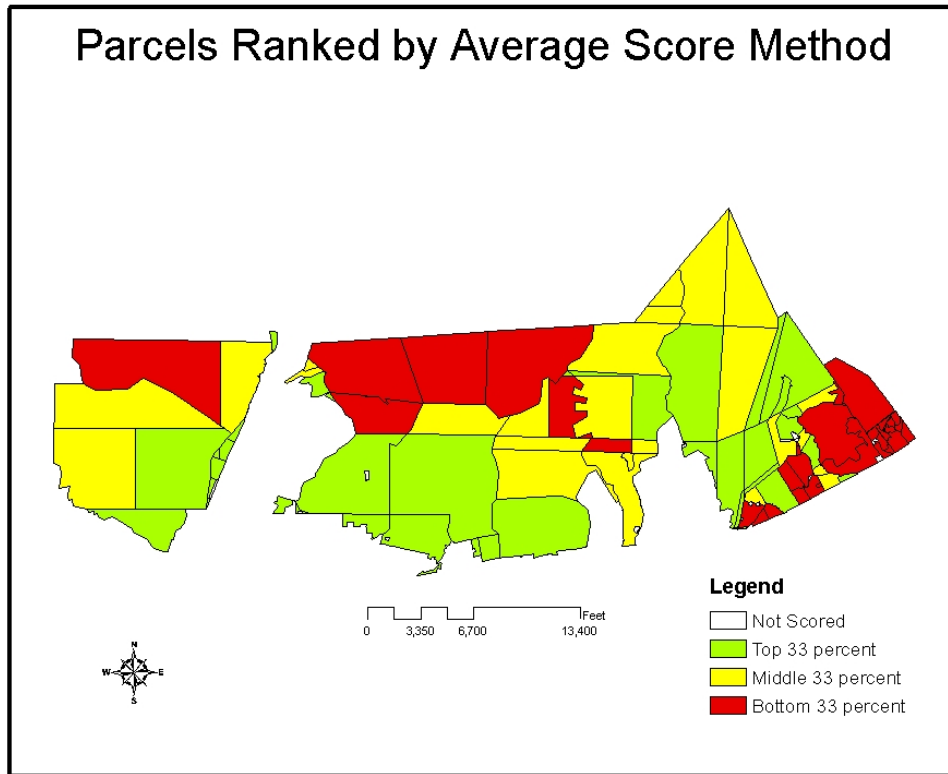 Parcels Ranked by Average Score Method
Legend
Not Scored
Top 33 percent
Middle 33 percent
Bottom 33 percent
Feet
0 3,350 6,700 13,400
N
W E
S